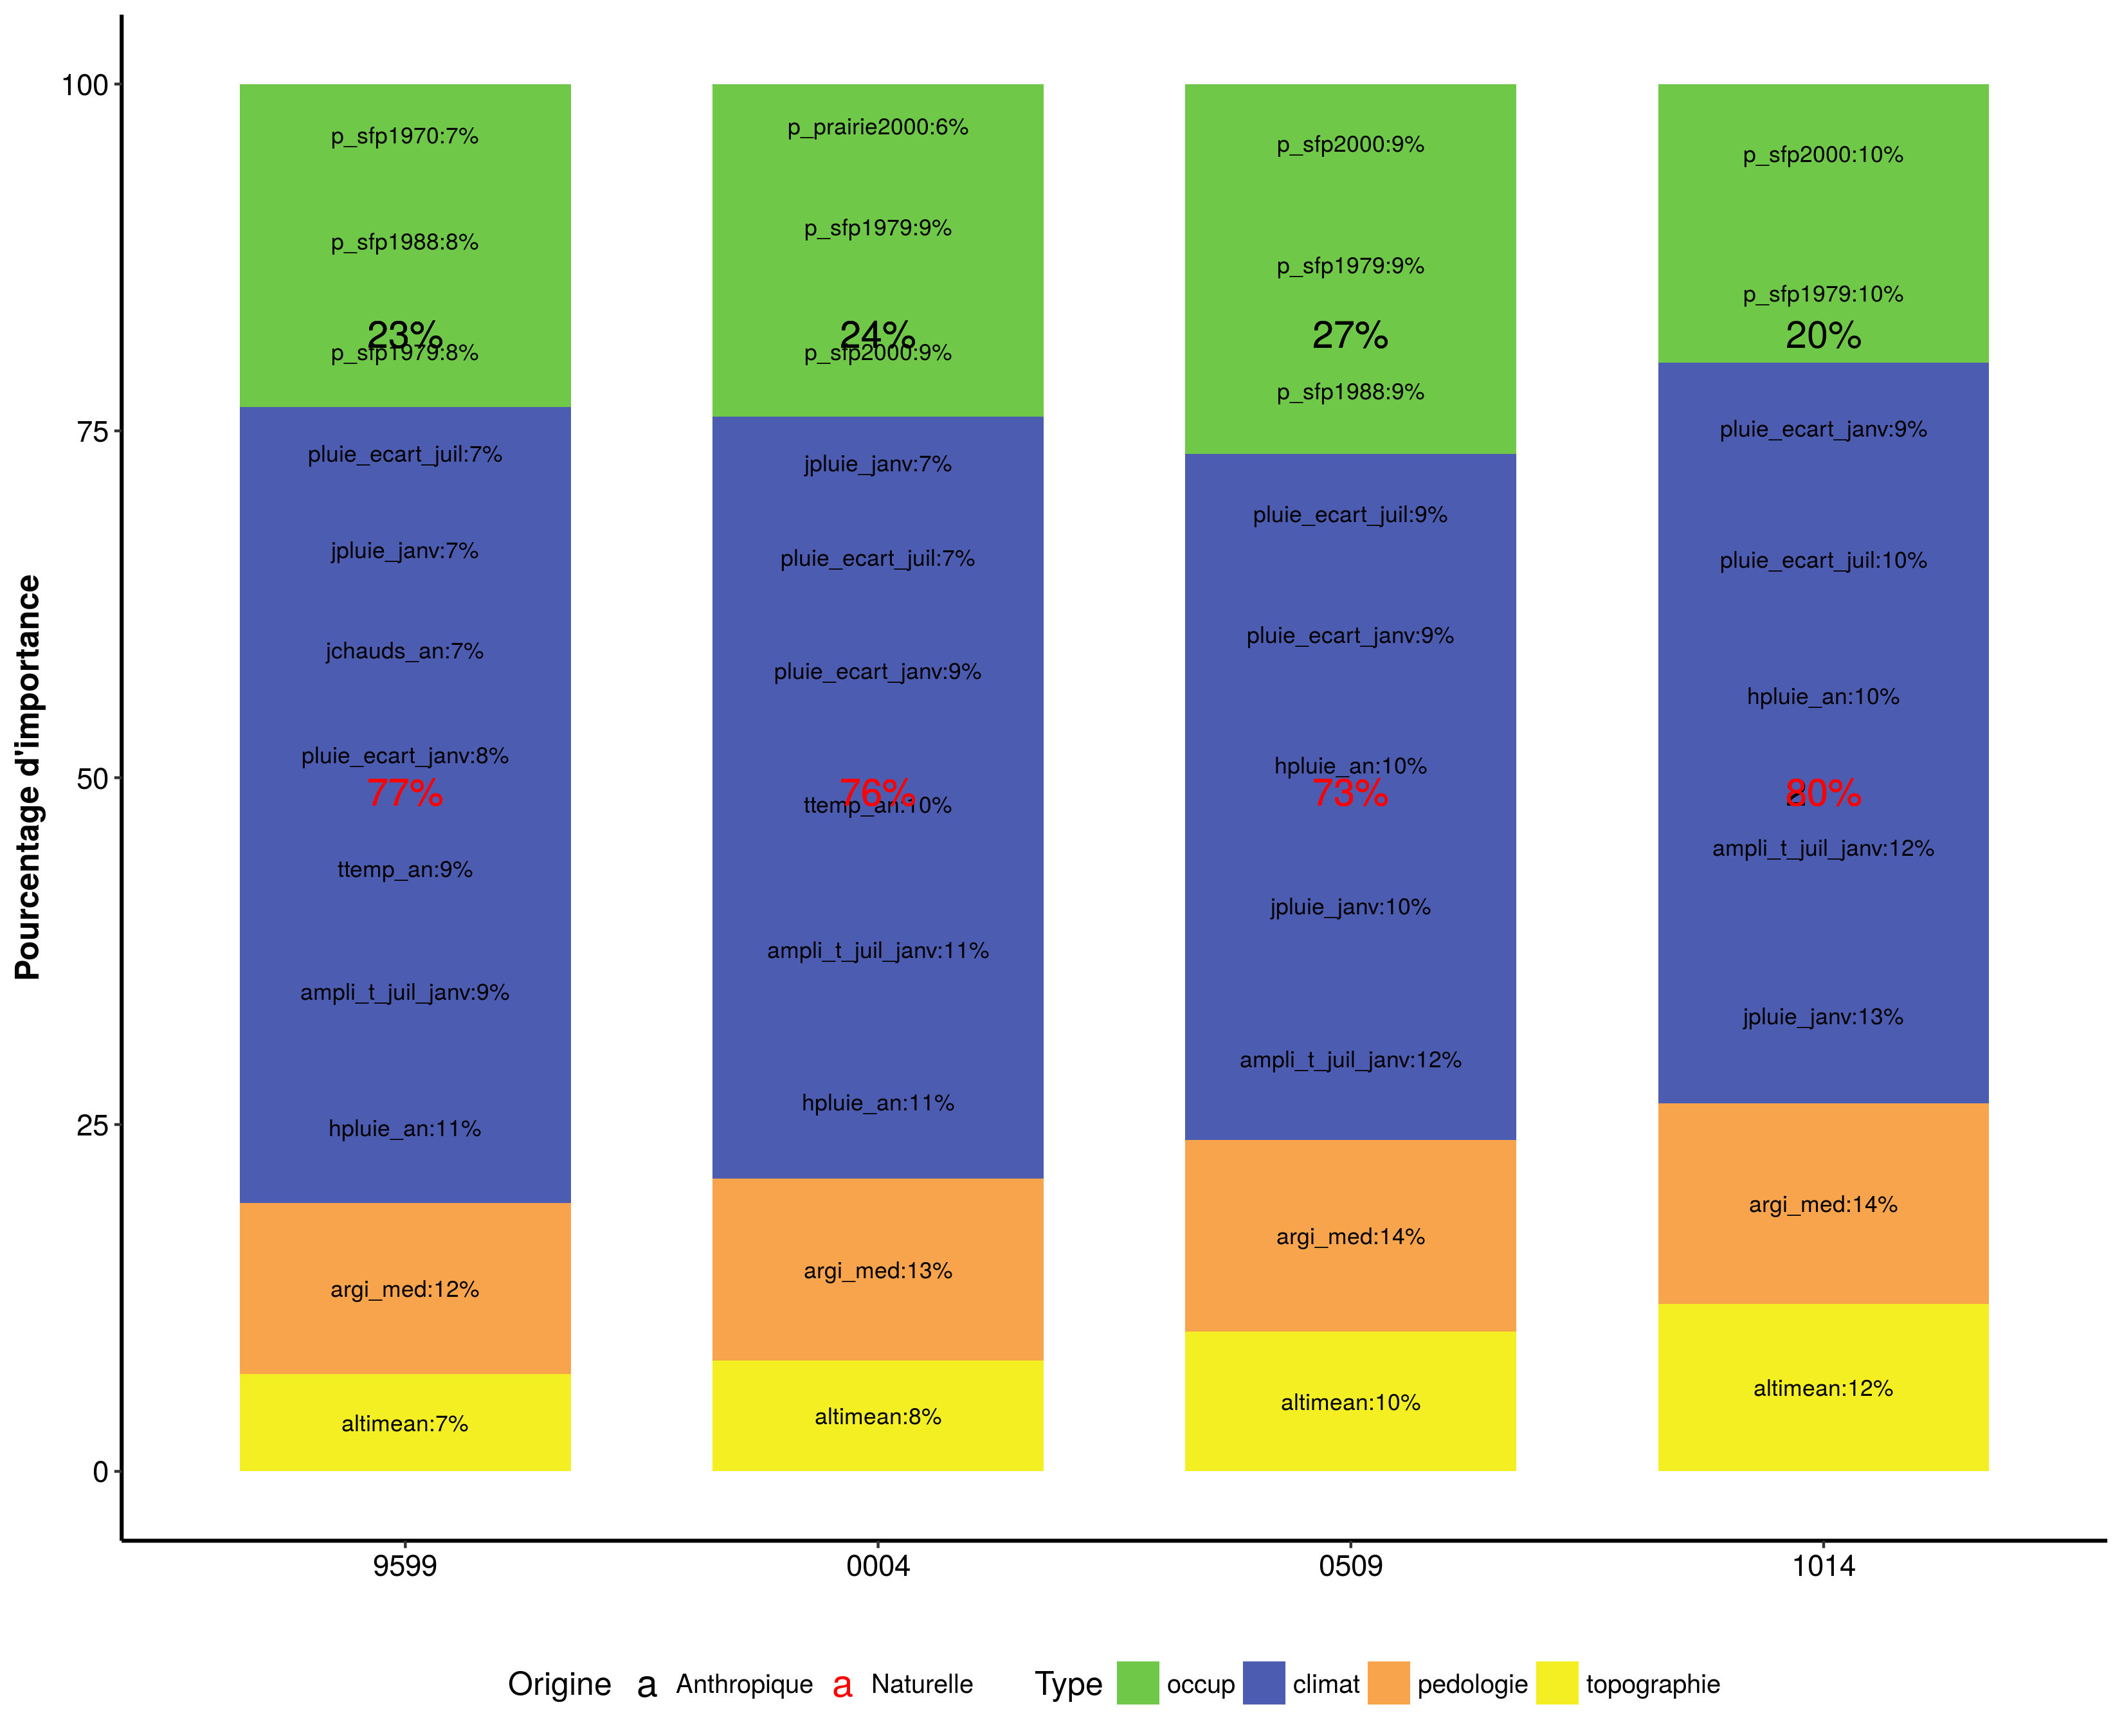 Pourcentage d'importance
100
75
50
25
0
p_sfp1970:7%
p_sfp1988:8%
23%
p_sfp1979:8%
pluie_ecart_juil:7%
jpluie_janv:7%
jchauds_an:7%
pluie_ecart_janv:8%
77%
ttemp_an:9%
ampli_t_juil_janv:9%
hpluie_an:11%
argi_med:12%
altimean:7%
p_prairie2000:6%
p_sfp1979:9%
24%
p_sfp2000:9%
jpluie_janv:7%
pluie_ecart_juil:7%
pluie_ecart_janv:9%
76%
ttemp_an:10%
ampli_t_juil_janv:11%
hpluie_an:11%
argi_med:13%
altimean:8%
p_sfp2000:9%
p_sfp1979:9%
27%
p_sfp1988:9%
pluie_ecart_juil:9%
pluie_ecart_janv:9%
hpluie_an:10%
73%
jpluie_janv:10%
ampli_t_juil_janv:12%
argi_med:14%
altimean:10%
p_sfp2000:10%
p_sfp1979:10%
20%
pluie_ecart_janv:9%
pluie_ecart_juil:10%
hpluie_an:10%
80%
ampli_t_juil_janv:12%
jpluie_janv:13%
argi_med:14%
altimean:12%
9599 0004 0509 1014
Origine a Anthropique a Naturelle Type occup climat pedologie topographie